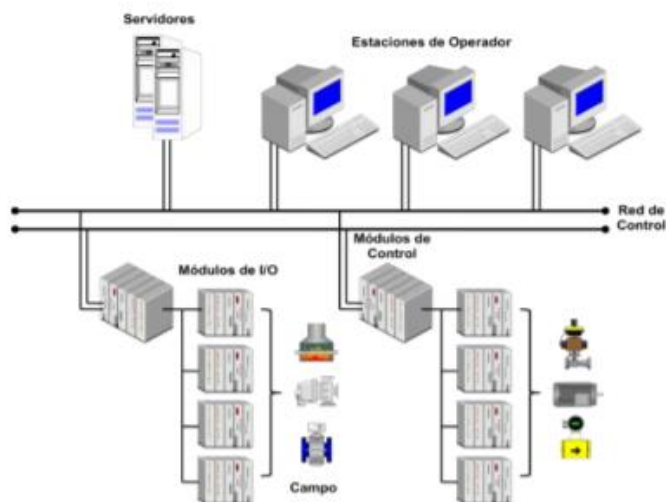 Servidores
Estaciones de Operador
Red de
Control
Módulos de
Control
Módulos de I/O
Campo